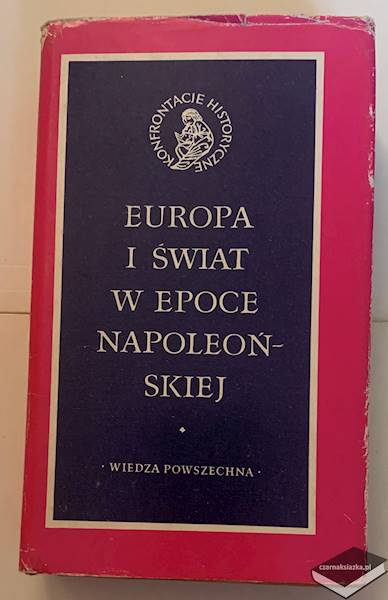 KONFRONTACJE HISTORYCZNE
EUROPA
I ŚWIAT
W EPOCE
NAPOLEOŃ-
SKIEJ
· WIEDZA POWSZECHNA ·
czarnaksiazka.pl